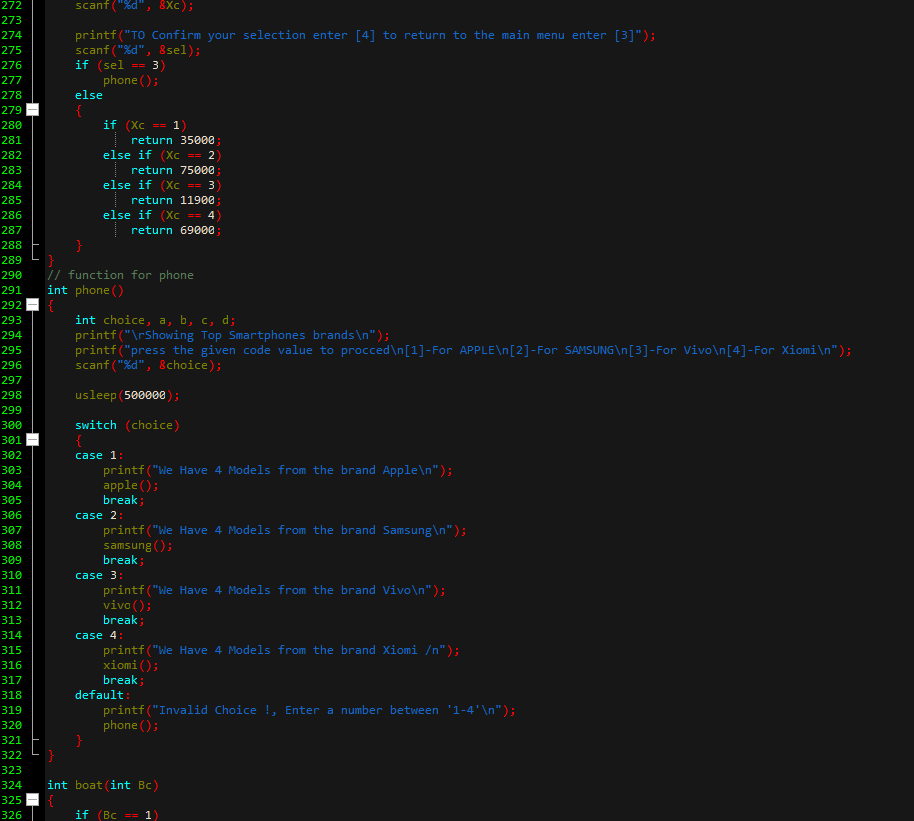 272 scanf("%d", &Xc);
273
274 printf("TO Confirm your selection enter [4] to return to the main menu enter [3]");
275 scanf("%d", &sel);
276 if (sel == 3)
277 phone();
278 else
279 {
280 if (Xc == 1)
281 return 35000;
282 else if (Xc == 2)
283 return 75000;
284 else if (Xc == 3)
285 return 11900;
286 else if (Xc == 4)
287 return 69000;
288 }
289 }
290 // function for phone
291 int phone()
292 {
293 int choice, a, b, c, d;
294 printf("\rShowing Top Smartphones brands\n");
295 printf("press the given code value to procced\n[1]-For APPLE\n[2]-For SAMSUNG\n[3]-For Vivo\n[4]-For Xiomi\n");
296 scanf("%d", &choice);
297
298 usleep(500000);
299
300 switch (choice)
301 {
302 case 1:
303 printf("We Have 4 Models from the brand Apple\n");
304 apple();
305 break;
306 case 2:
307 printf("We Have 4 Models from the brand Samsung\n");
308 samsung();
309 break;
310 case 3:
311 printf("We Have 4 Models from the brand Vivo\n");
312 vivo();
313 break;
314 case 4:
315 printf("We Have 4 Models from the brand Xiomi /n");
316 xiomi();
317 break;
318 default:
319 printf("Invalid Choice !, Enter a number between '1-4'\n");
320 phone();
321 }
322 }
323
324 int boat(int Bc)
325 {
326 if (Bc == 1)